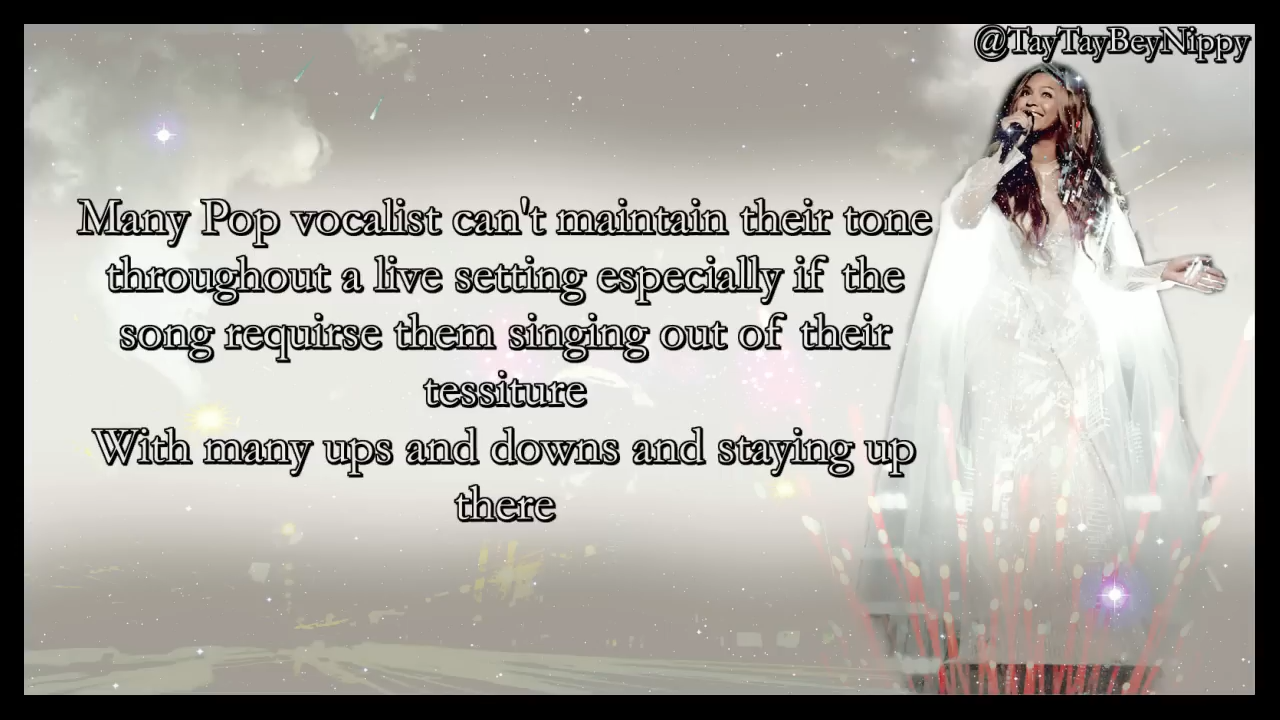 @TayTayBeyNippy
Many Pop vocalist can't maintain their tone
throughout a live setting especially if the
song requirse them singing out of their
tessiture
With many ups and downs and staying up
there